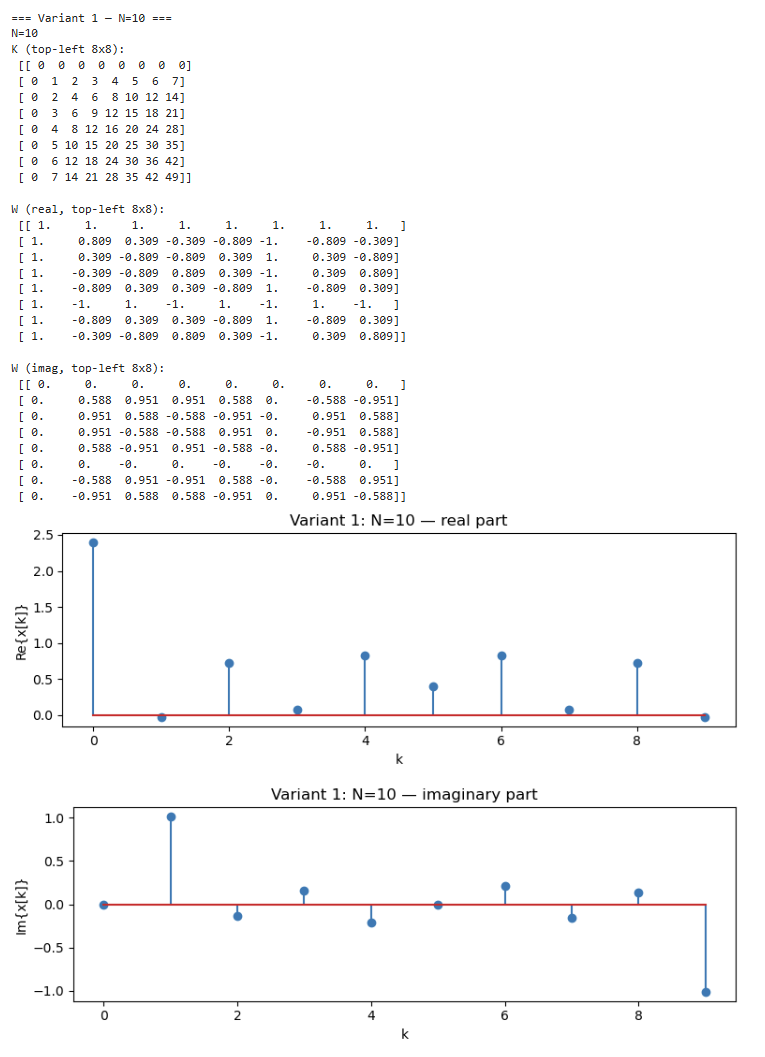 === Variant 1 — N=10 ===
N=10
K (top-left 8x8):
[[ 0 0 0 0 0 0 0 0]
[ 0 1 2 3 4 5 6 7]
[ 0 2 4 6 8 10 12 14]
[ 0 3 6 9 12 15 18 21]
[ 0 4 8 12 16 20 24 28]
[ 0 5 10 15 20 25 30 35]
[ 0 6 12 18 24 30 36 42]
[ 0 7 14 21 28 35 42 49]]
W (real, top-left 8x8):
[[ 1. 1. 1. 1. 1. 1. 1. 1. ]
[ 1. 0.809 0.309 -0.309 -0.809 -1. -0.809 -0.309]
[ 1. 0.309 -0.809 -0.809 0.309 1. 0.309 -0.809]
[ 1. -0.309 -0.809 0.809 0.309 -1. 0.309 0.809]
[ 1. -0.809 0.309 0.309 -0.809 1. -0.809 0.309]
[ 1. -1. 1. -1. 1. -1. 1. -1. ]
[ 1. -0.809 0.309 0.309 -0.809 1. -0.809 0.309]
[ 1. -0.309 -0.809 0.809 0.309 -1. 0.309 0.809]]
W (imag, top-left 8x8):
[[ 0. 0. 0. 0. 0. 0. 0. 0. ]
[ 0. 0.588 0.951 0.951 0.588 0. -0.588 -0.951]
[ 0. 0.951 0.588 -0.588 -0.951 -0. 0.951 0.588]
[ 0. 0.951 -0.588 -0.588 0.951 0. -0.951 0.588]
[ 0. 0.588 -0.951 0.951 -0.588 -0. 0.588 -0.951]
[ 0. 0. -0. 0. -0. -0. -0. 0. ]
[ 0. -0.588 0.951 -0.951 0.588 -0. -0.588 0.951]
[ 0. -0.951 0.588 0.588 -0.951 0. 0.951 -0.588]]
Variant 1: N=10 — real part
2.5
2.0
1.5
1.0
0.5
0.0
Re{x[k]}
0 2 4 6 8
k
Variant 1: N=10 — imaginary part
1.0
0.5
0.0
−0.5
−1.0
Im{x[k]}
0 2 4 6 8
k